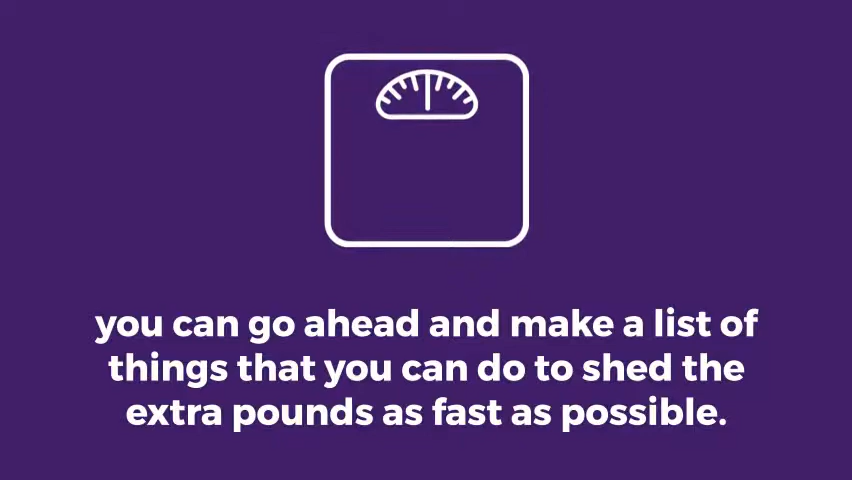 you can go ahead and make a list of
things that you can do to shed the
extra pounds as fast as possible.